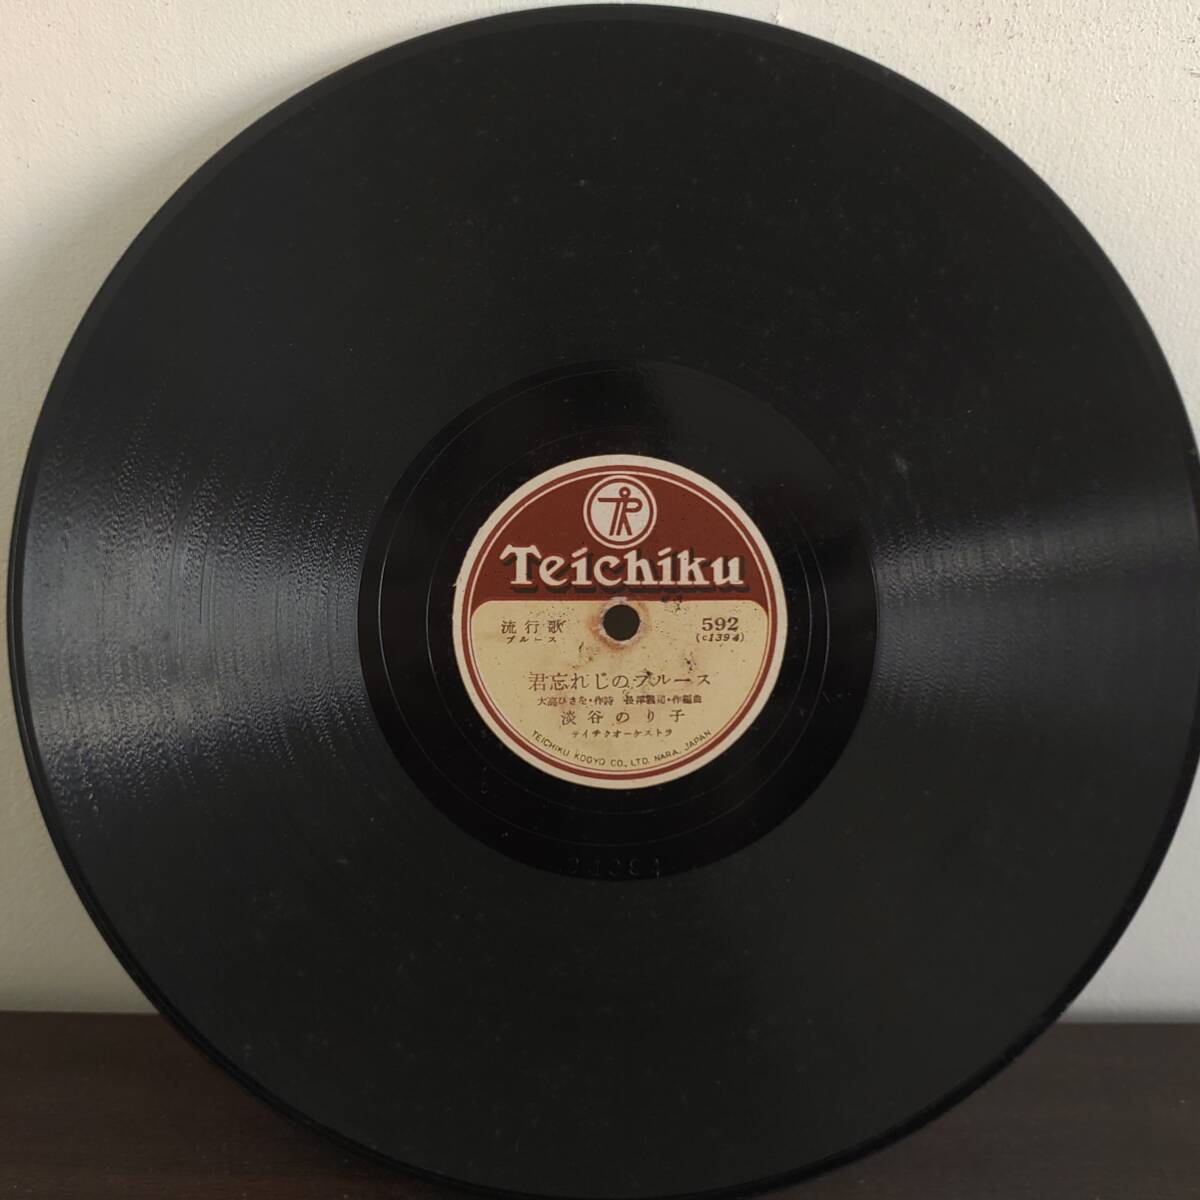 TR
Teichiku
流行歌
ブルース
592
(C1394)
君忘れじのブルース
大高ひさを・作詩 長津義司・作編曲
淡谷のり子
テイチクオーケストラ
TEICHIKU KOGYO CO., LTD. NARA, JAPAN